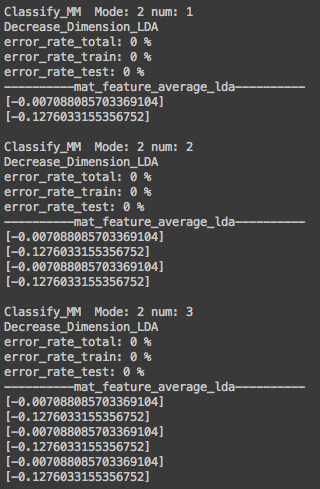 Classify_MM  Mode: 2 num: 1
Decrease_Dimension_LDA
error_rate_total: 0 %
error_rate_train: 0 %
error_rate_test: 0 %
----------mat_feature_average_lda----------
[-0.007088085703369104]
[-0.1276033155356752]

Classify_MM  Mode: 2 num: 2
Decrease_Dimension_LDA
error_rate_total: 0 %
error_rate_train: 0 %
error_rate_test: 0 %
----------mat_feature_average_lda----------
[-0.007088085703369104]
[-0.1276033155356752]
[-0.007088085703369104]
[-0.1276033155356752]

Classify_MM  Mode: 2 num: 3
Decrease_Dimension_LDA
error_rate_total: 0 %
error_rate_train: 0 %
error_rate_test: 0 %
----------mat_feature_average_lda----------
[-0.007088085703369104]
[-0.1276033155356752]
[-0.007088085703369104]
[-0.1276033155356752]
[-0.007088085703369104]
[-0.1276033155356752]